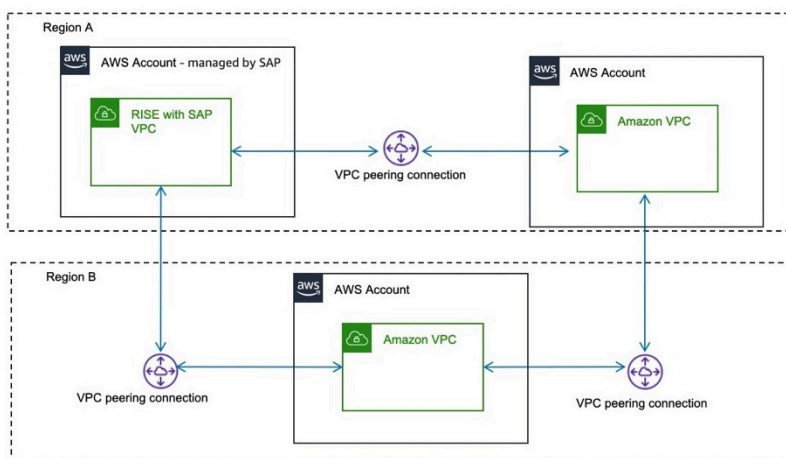 Region A
aws
AWS Account - managed by SAP
RISE with SAP
VPC
VPC peering connection
aws
AWS Account
Amazon VPC
Region B
aws
AWS Account
Amazon VPC
VPC peering connection
VPC peering connection